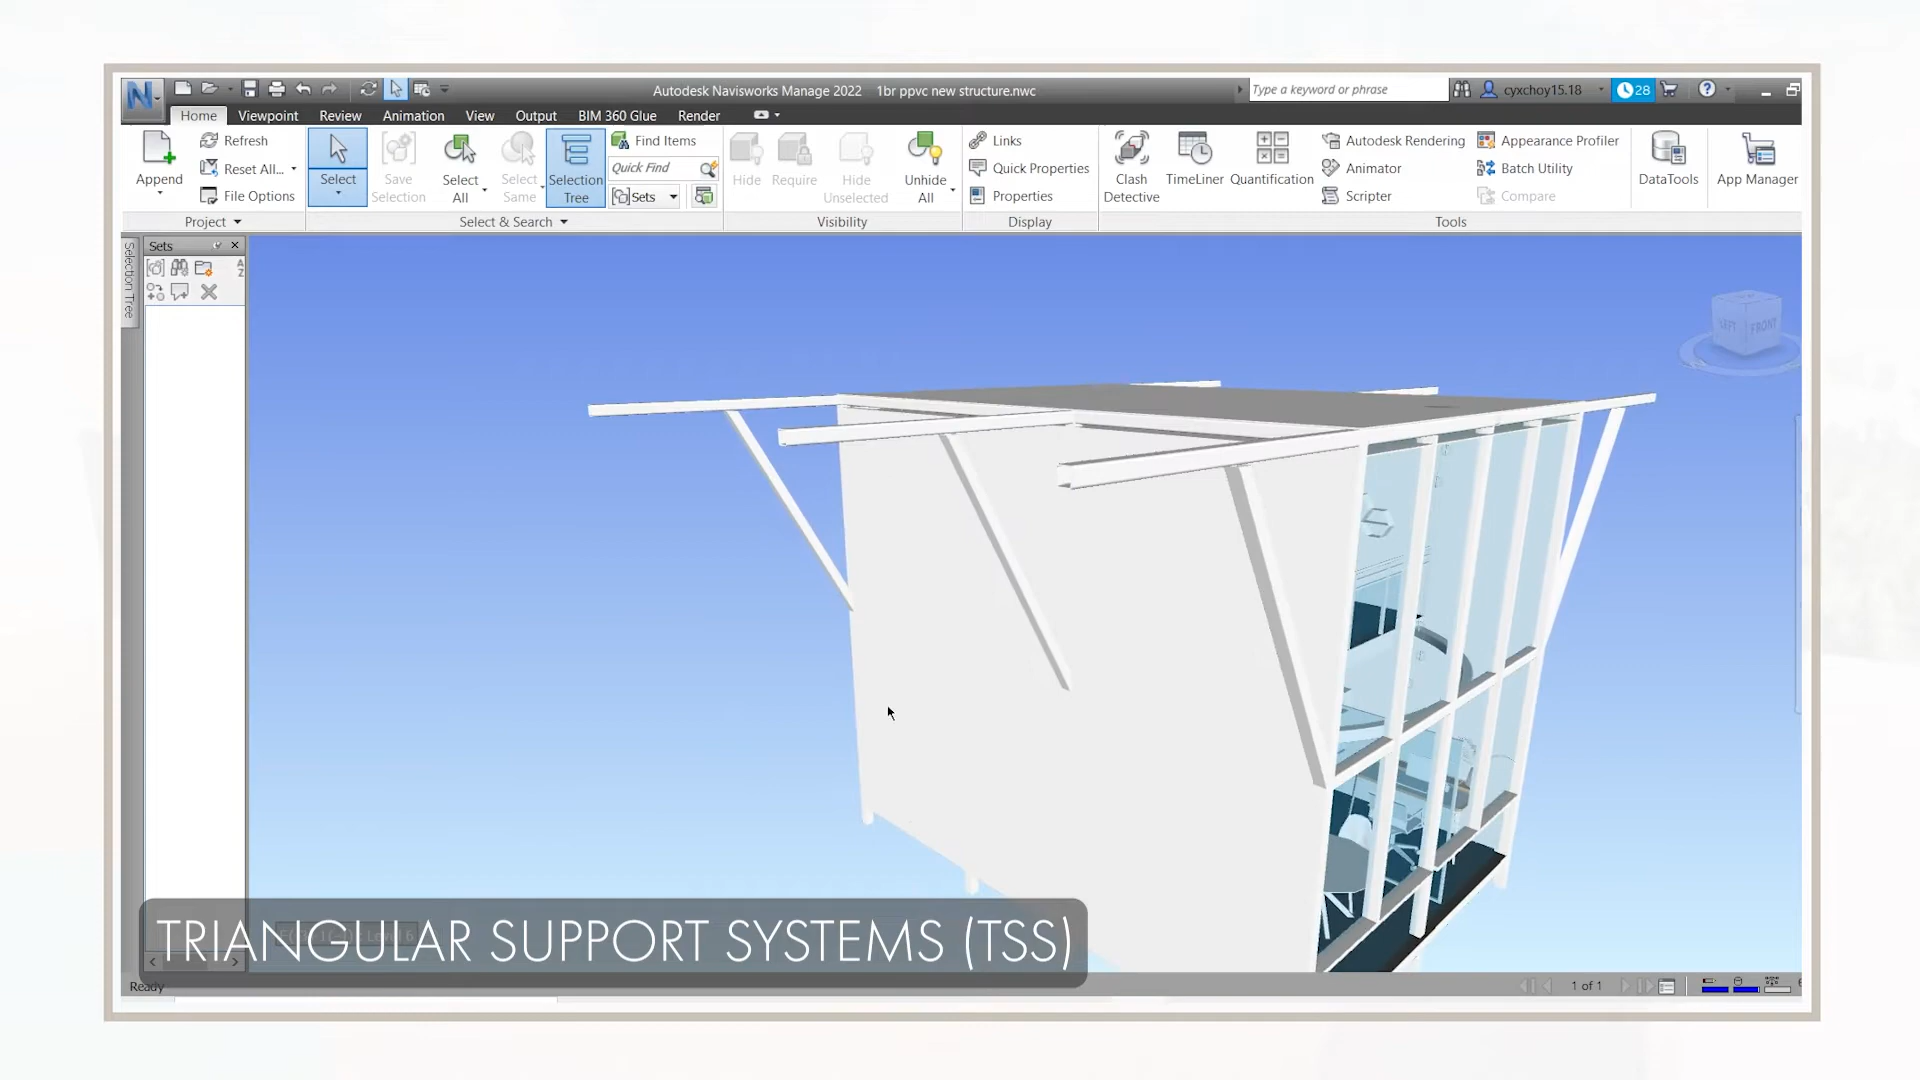 Autodesk Navisworks Manage 2022 1br ppvc new structure.nwc
Type a keyword or phrase
cyxchoy15.18
28
Home Viewpoint Review Animation View Output BIM 360 Glue Render
Append
Refresh
Reset All...
File Options
Project
Select
Save Selection
Select All
Select Same
Selection Tree
Find Items
Quick Find
Sets
Select & Search
Hide
Require
Hide Unselected
Unhide All
Visibility
Links
Quick Properties
Properties
Display
Clash Detective
TimeLiner
Quantification
Autodesk Rendering
Animator
Scripter
Appearance Profiler
Batch Utility
Compare
DataTools
App Manager
Tools
Selection Tree
Sets
LEFT FRONT
TRIANGULAR SUPPORT SYSTEMS (TSS)
Ready
1 of 1